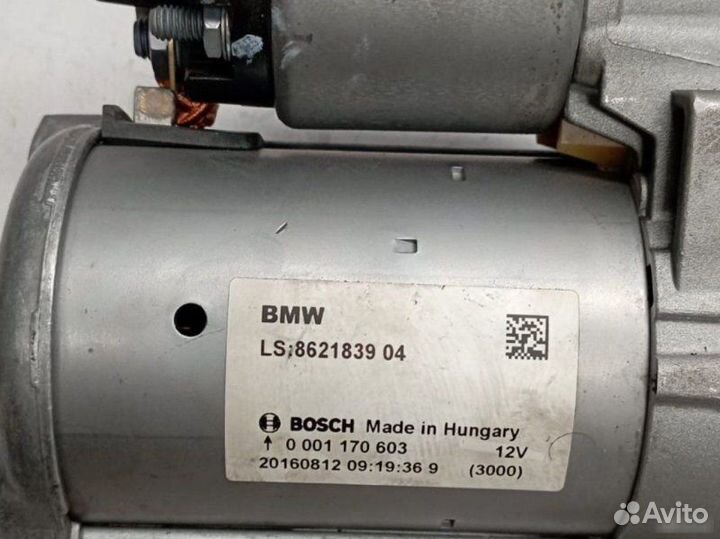 BMW
LS:8621839 04
BOSCH Made in Hungary
↑ 0 001 170 603 12V
20160812 09:19:36 9 (3000)
Avito